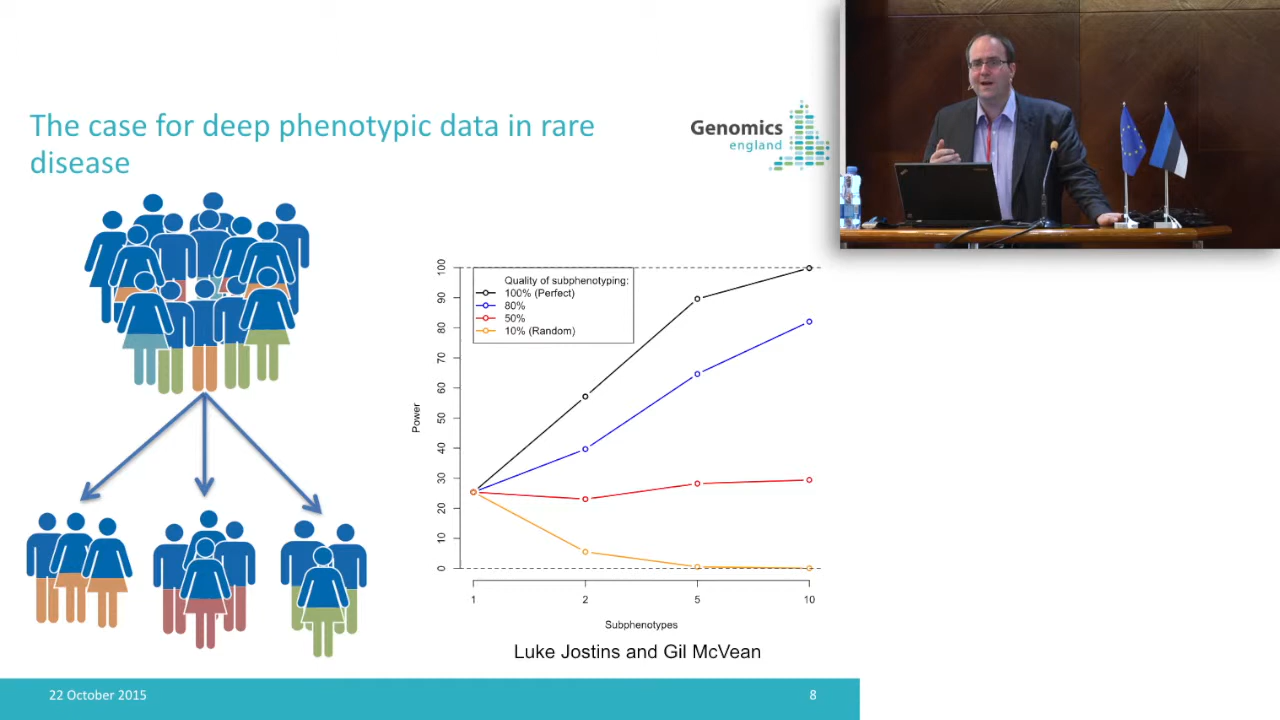 The case for deep phenotypic data in rare
disease
Genomics
england
Quality of subphenotyping:
100% (Perfect)
80%
50%
10% (Random)
Power
100
90
80
70
60
50
40
30
20
10
0
1 2 5 10
Subphenotypes
Luke Jostins and Gil McVean
22 October 2015
8